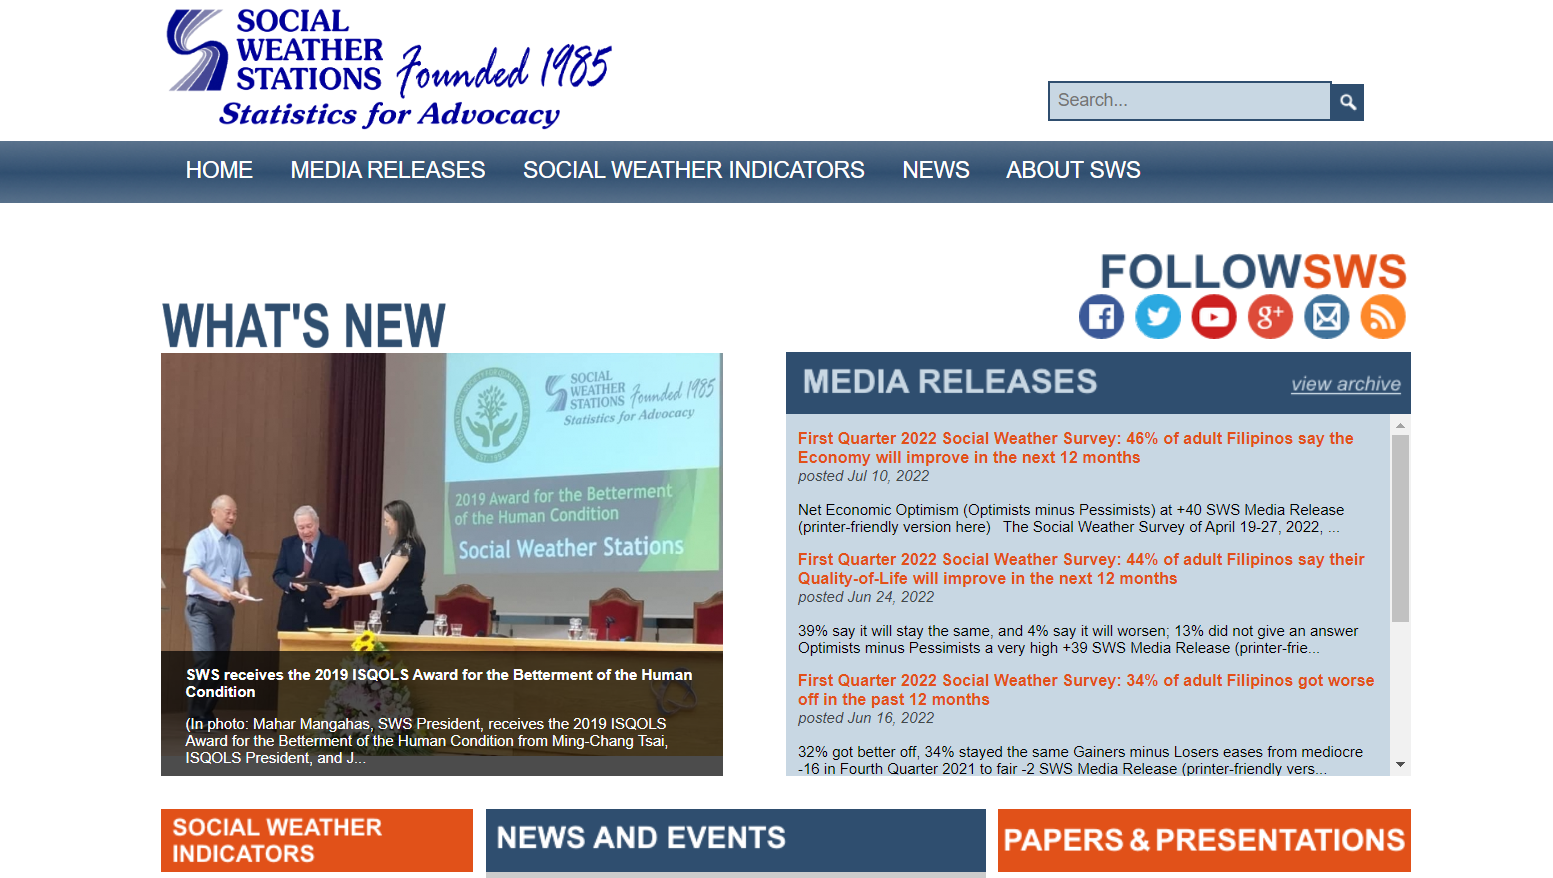 SOCIAL
WEATHER
STATIONS Founded 1985
Statistics for Advocacy
Search...
HOME MEDIA RELEASES SOCIAL WEATHER INDICATORS NEWS ABOUT SWS
FOLLOWSWS
WHAT'S NEW
SOCIAL
WEATHER
STATIONS Founded 1985
Statistics for Advocacy
2019 Award for the Betterment
of the Human Condition
Social Weather Stations
SWS receives the 2019 ISQOLS Award for the Betterment of the Human
Condition
(In photo: Mahar Mangahas, SWS President, receives the 2019 ISQOLS
Award for the Betterment of the Human Condition from Ming-Chang Tsai,
ISQOLS President, and J...
MEDIA RELEASES view archive
First Quarter 2022 Social Weather Survey: 46% of adult Filipinos say the
Economy will improve in the next 12 months
posted Jul 10, 2022
Net Economic Optimism (Optimists minus Pessimists) at +40 SWS Media Release
(printer-friendly version here) The Social Weather Survey of April 19-27, 2022, ...
First Quarter 2022 Social Weather Survey: 44% of adult Filipinos say their
Quality-of-Life will improve in the next 12 months
posted Jun 24, 2022
39% say it will stay the same, and 4% say it will worsen; 13% did not give an answer
Optimists minus Pessimists a very high +39 SWS Media Release (printer-frie...
First Quarter 2022 Social Weather Survey: 34% of adult Filipinos got worse
off in the past 12 months
posted Jun 16, 2022
32% got better off, 34% stayed the same Gainers minus Losers eases from mediocre
-16 in Fourth Quarter 2021 to fair -2 SWS Media Release (printer-friendly vers...
SOCIAL WEATHER
INDICATORS
NEWS AND EVENTS
PAPERS & PRESENTATIONS